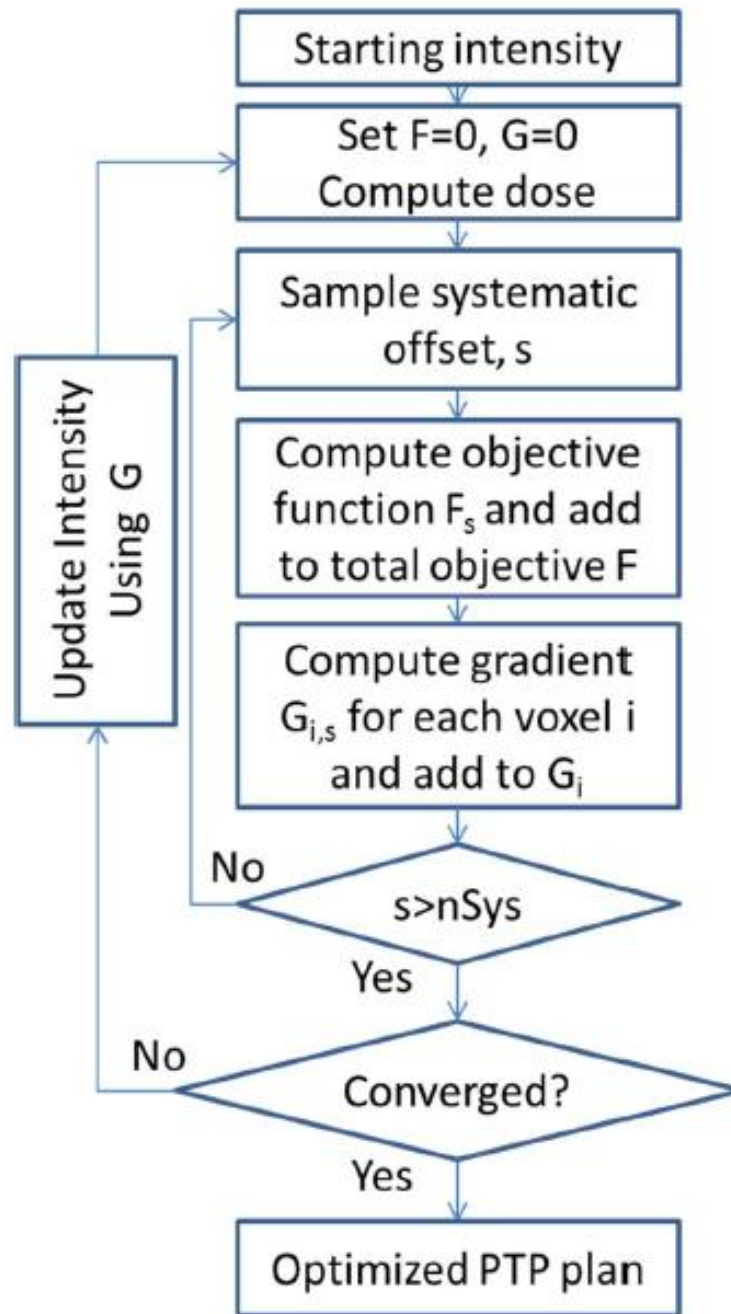 Starting intensity
Set F=0, G=0
Compute dose
Sample systematic
offset, s
Compute objective
function Fₛ and add
to total objective F
Compute gradient
Gᵢ,ₛ for each voxel i
and add to Gᵢ
No
s>nSys
Yes
No
Converged?
Yes
Optimized PTP plan
Update Intensity
Using G